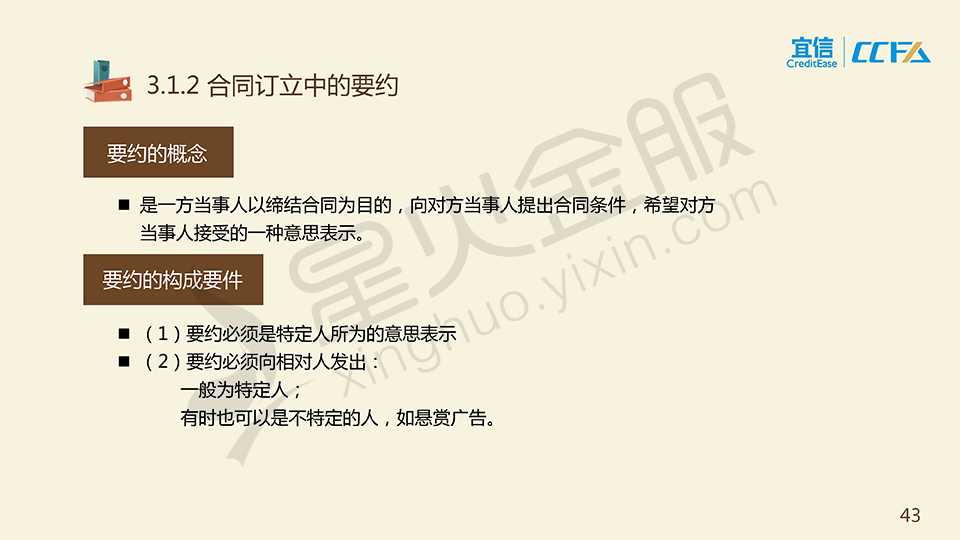 宜信
CreditEase
CCFA
3.1.2 合同订立中的要约
要约的概念
■ 是一方当事人以缔结合同为目的，向对方当事人提出合同条件，希望对方
当事人接受的一种意思表示。
要约的构成要件
■ （1）要约必须是特定人所为的意思表示
■ （2）要约必须向相对人发出：
一般为特定人；
有时也可以是不特定的人，如悬赏广告。
星火金服
xinghuo.yixin.com
43